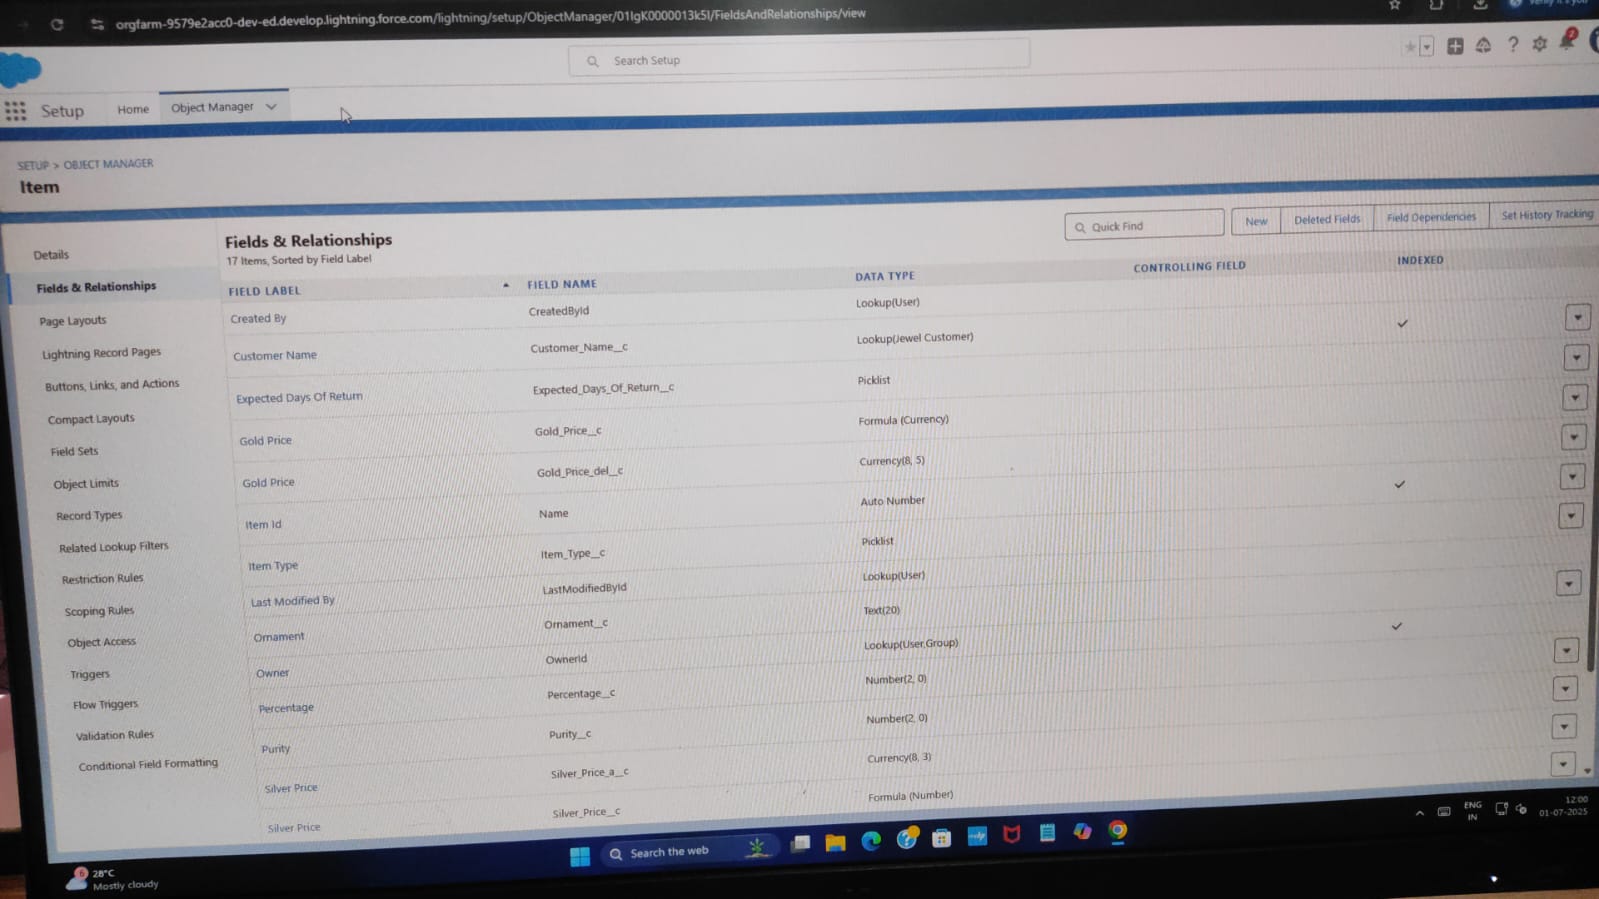 orgfarm-9579e2acc0-dev-ed.develop.lightning.force.com/lightning/setup/ObjectManager/01IgK0000013k5I/FieldsAndRelationships/view
Search Setup
2
Setup Home Object Manager
SETUP > OBJECT MANAGER
Item
Quick Find New Deleted Fields Field Dependencies Set History Tracking
Details
Fields & Relationships
Page Layouts
Lightning Record Pages
Buttons, Links, and Actions
Compact Layouts
Field Sets
Object Limits
Record Types
Related Lookup Filters
Restriction Rules
Scoping Rules
Object Access
Triggers
Flow Triggers
Validation Rules
Conditional Field Formatting
Fields & Relationships
17 Items, Sorted by Field Label
FIELD LABEL FIELD NAME DATA TYPE CONTROLLING FIELD INDEXED
Created By CreatedById Lookup(User)
Customer Name Customer_Name__c Lookup(Jewel Customer)
Expected Days Of Return Expected_Days_Of_Return__c Picklist
Gold Price Gold_Price__c Formula (Currency)
Gold Price Gold_Price_del__c Currency(8, 5)
Item Id Name Auto Number
Item Type Item_Type__c Picklist
Last Modified By LastModifiedById Lookup(User)
Ornament Ornament__c Text(20)
Owner OwnerId Lookup(User,Group)
Percentage Percentage__c Number(2, 0)
Purity Purity__c Number(2, 0)
Silver Price Silver_Price_a__c Currency(8, 3)
Silver Price Silver_Price__c Formula (Number)
6
28°C
Mostly cloudy
Search the web
ENG
IN
12:00
01-07-2025